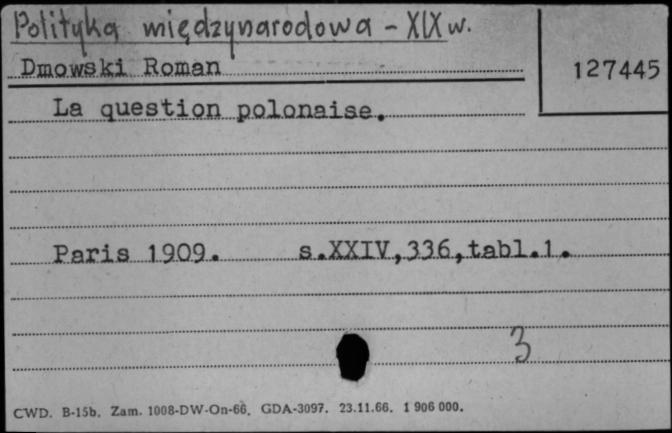 Polityka międzynarodowa - XIX w.
Dmowski Roman
127445
La question polonaise.
Paris 1909. s.XXIV,336,tabl.1.
3
CWD. B-15b. Zam. 1008-DW-On-66. GDA-3097. 23.11.66. 1 906 000.